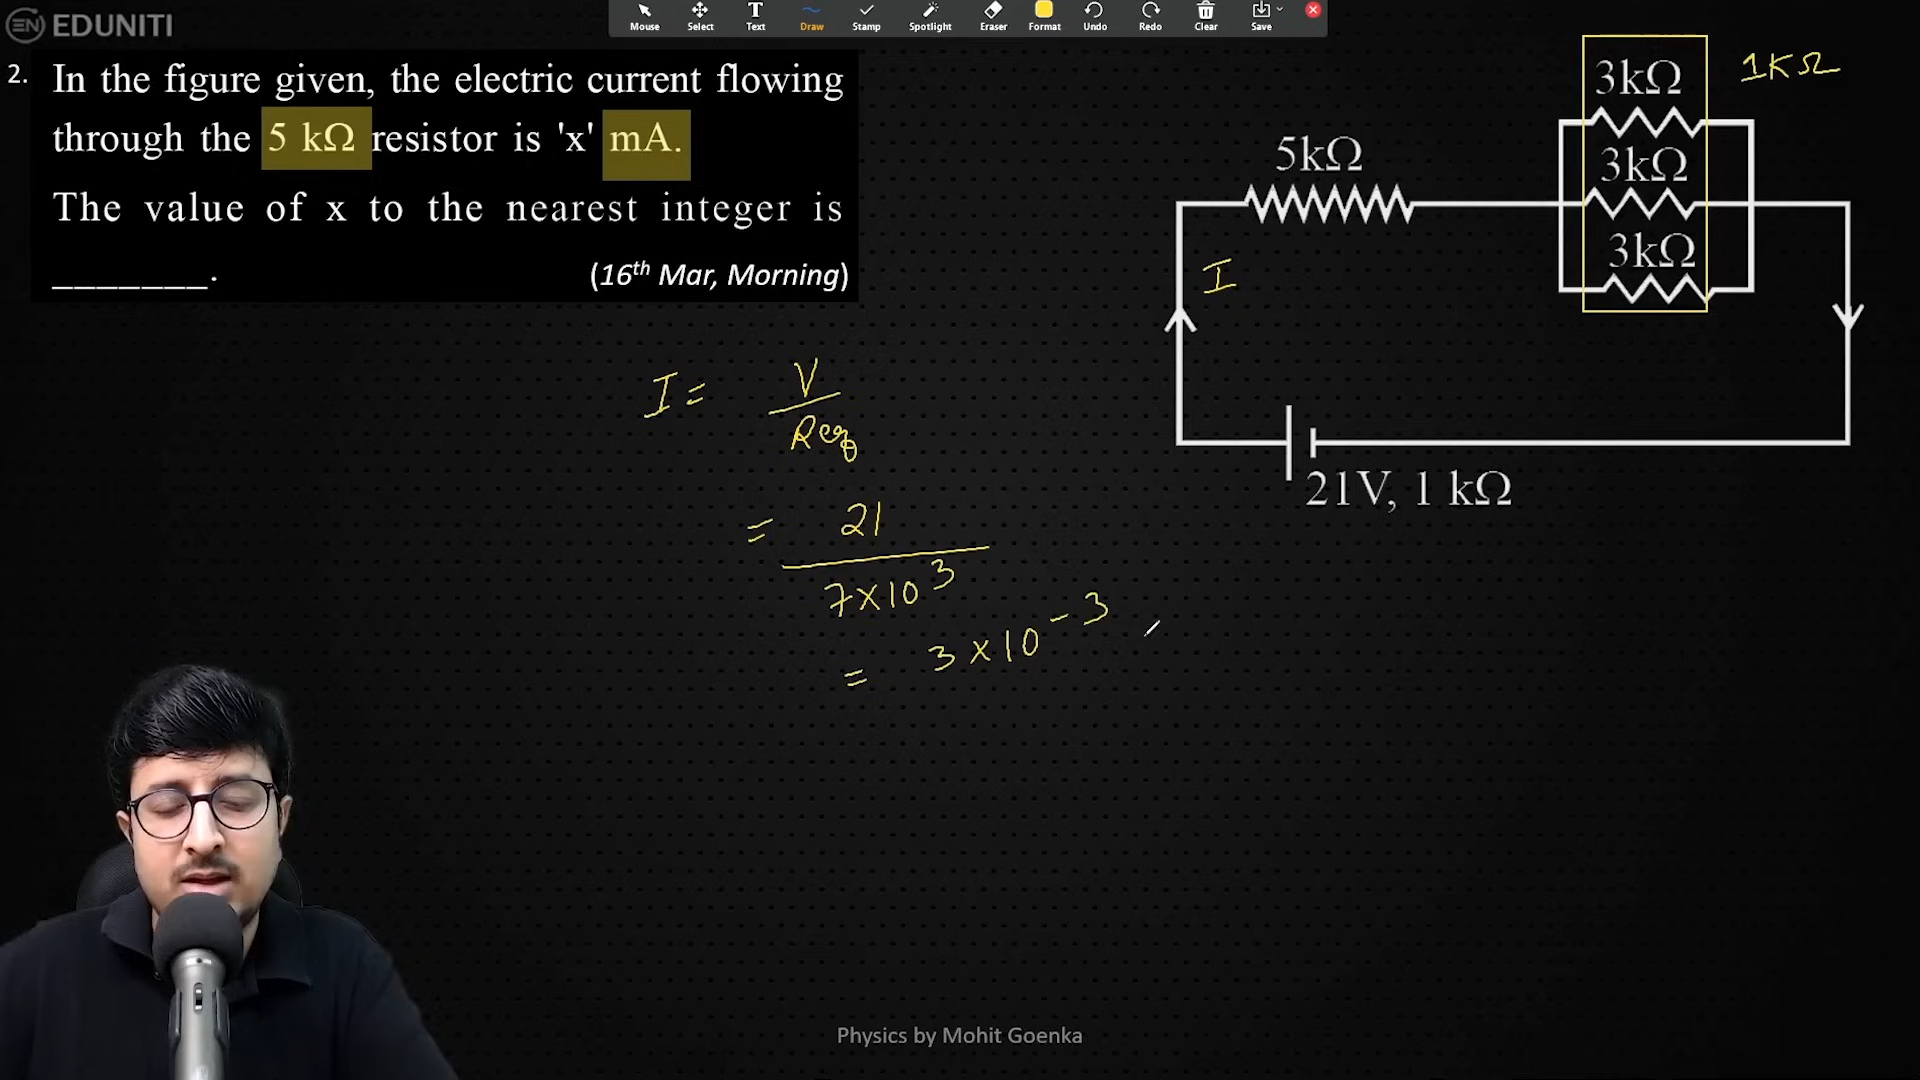 EN EDUNITI
Mouse Select Text Draw Stamp Spotlight Eraser Format Undo Redo Clear Save
2. In the figure given, the electric current flowing
through the 5 kΩ resistor is 'x' mA.
The value of x to the nearest integer is
_______.
(16th Mar, Morning)
3kΩ
1KΩ
3kΩ
3kΩ
5kΩ
I
21V, 1 kΩ
I = V / Req
= 21 / 7×10^3
= 3×10^-3
Physics by Mohit Goenka